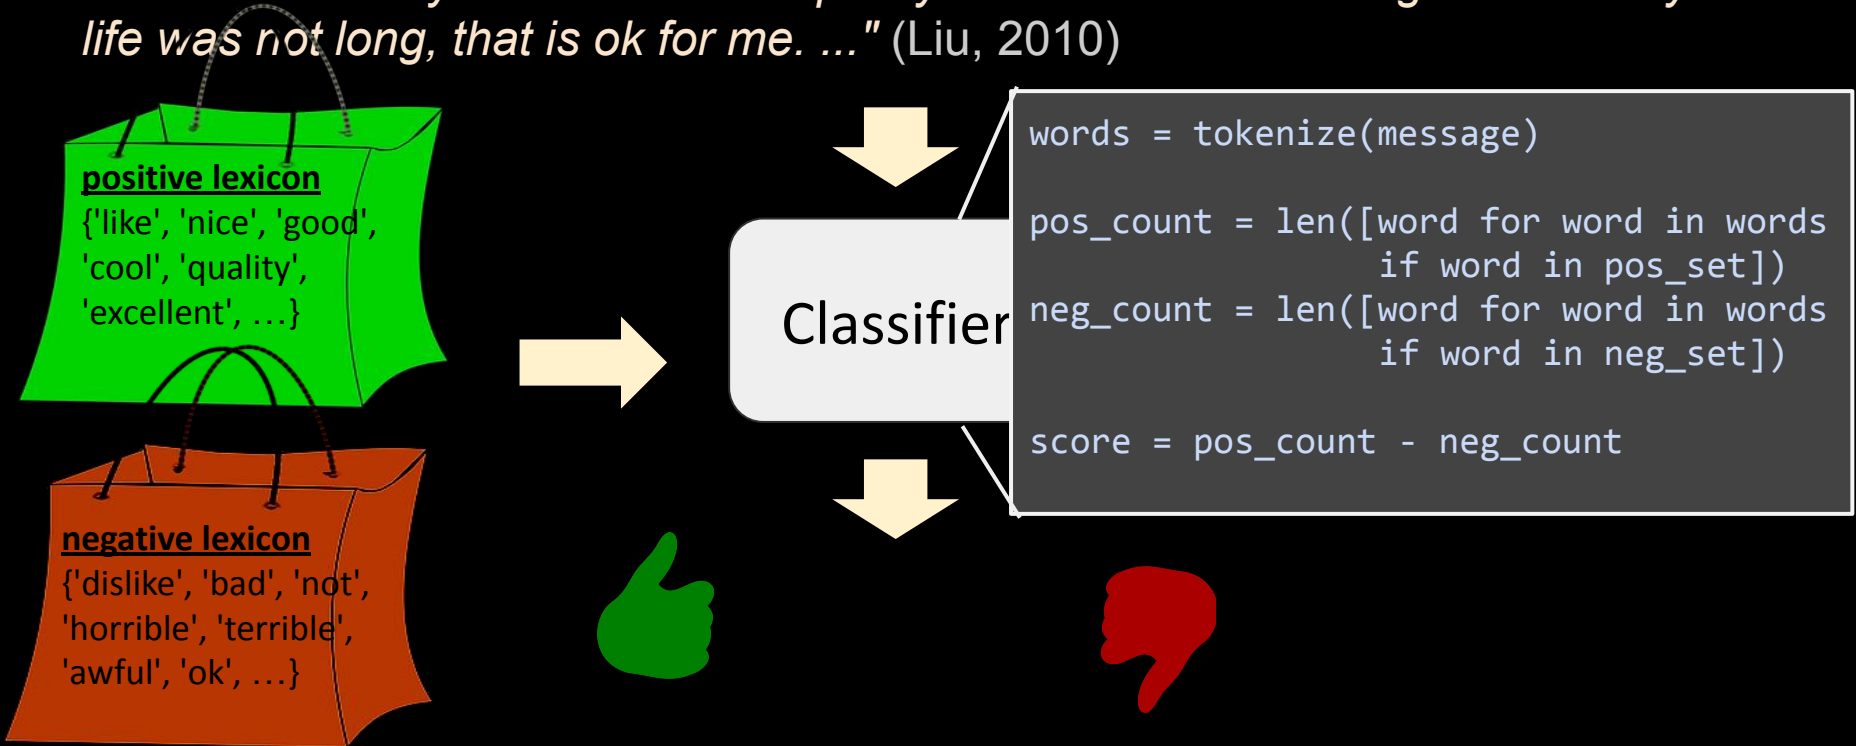 life was not long, that is ok for me. ..." (Liu, 2010)
positive lexicon
{'like', 'nice', 'good',
'cool', 'quality',
'excellent', …}
negative lexicon
{'dislike', 'bad', 'not',
'horrible', 'terrible',
'awful', 'ok', …}
Classifier
words = tokenize(message)
pos_count = len([word for word in words
if word in pos_set])
neg_count = len([word for word in words
if word in neg_set])
score = pos_count - neg_count